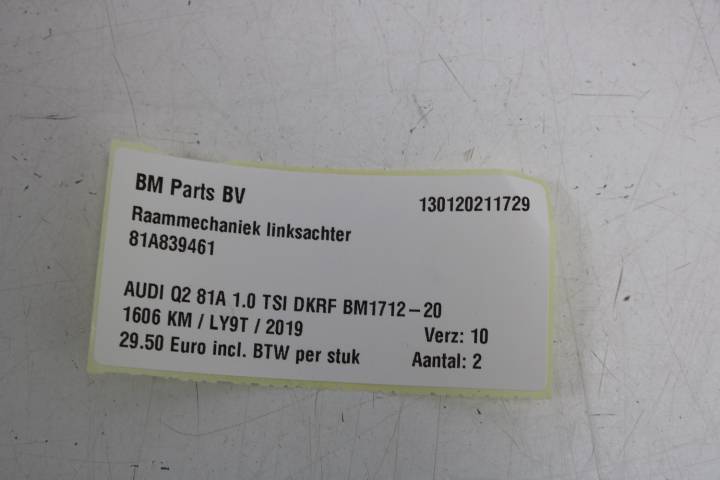 BM Parts BV 130120211729
Raammechaniek linksachter
81A839461
AUDI Q2 81A 1.0 TSI DKRF BM1712-20
1606 KM / LY9T / 2019 Verz: 10
29.50 Euro incl. BTW per stuk Aantal: 2